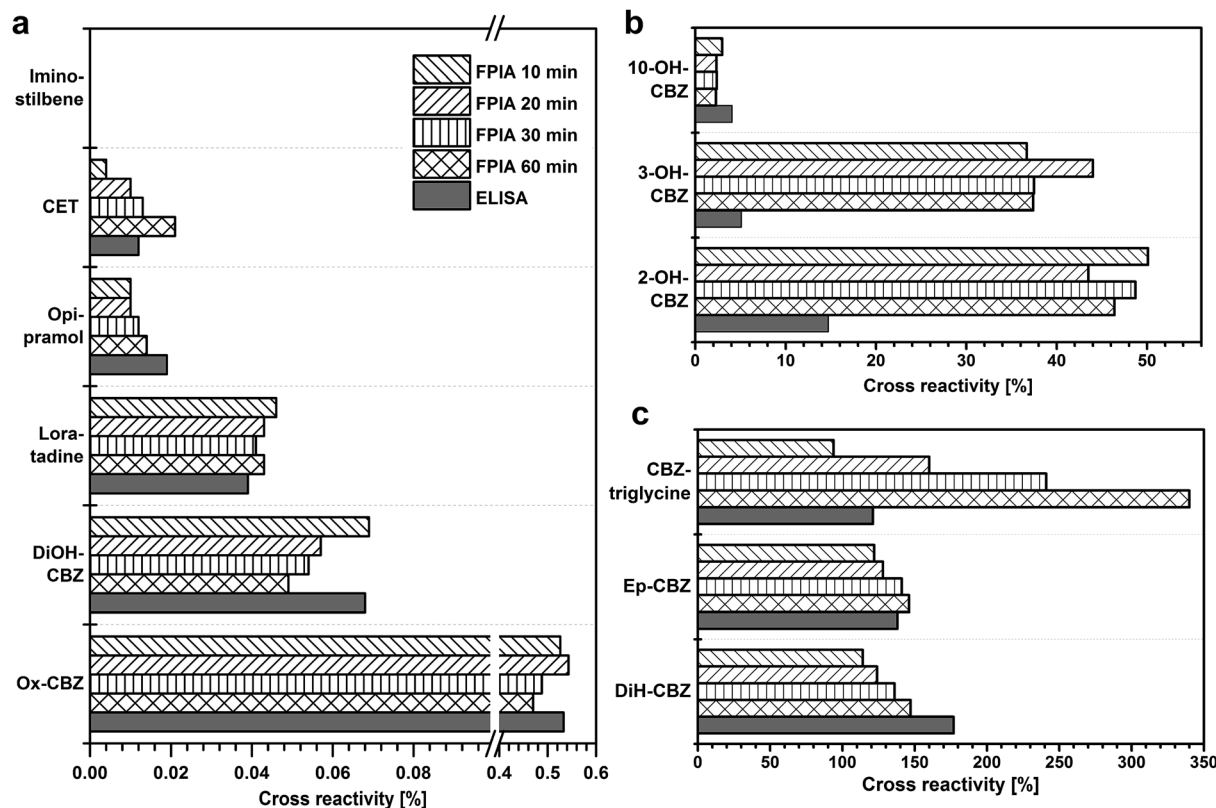 a
Imino-
stilbene
CET
Opi-
pramol
Lora-
tadine
DiOH-
CBZ
Ox-CBZ
FPIA 10 min
FPIA 20 min
FPIA 30 min
FPIA 60 min
ELISA
0.00 0.02 0.04 0.06 0.08 0.4 0.5 0.6
Cross reactivity [%]
b
10-OH-
CBZ
3-OH-
CBZ
2-OH-
CBZ
0 10 20 30 40 50
Cross reactivity [%]
c
CBZ-
triglycine
Ep-CBZ
DiH-CBZ
0 50 100 150 200 250 300 350
Cross reactivity [%]